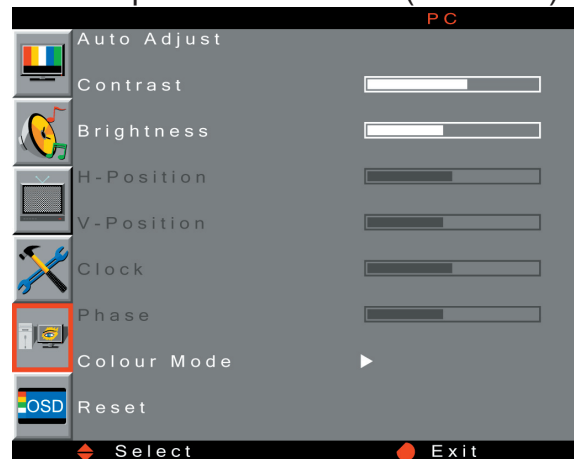 PC
Auto Adjust
Contrast
Brightness
H-Position
V-Position
Clock
Phase
Colour Mode
OSD Reset
Select Exit